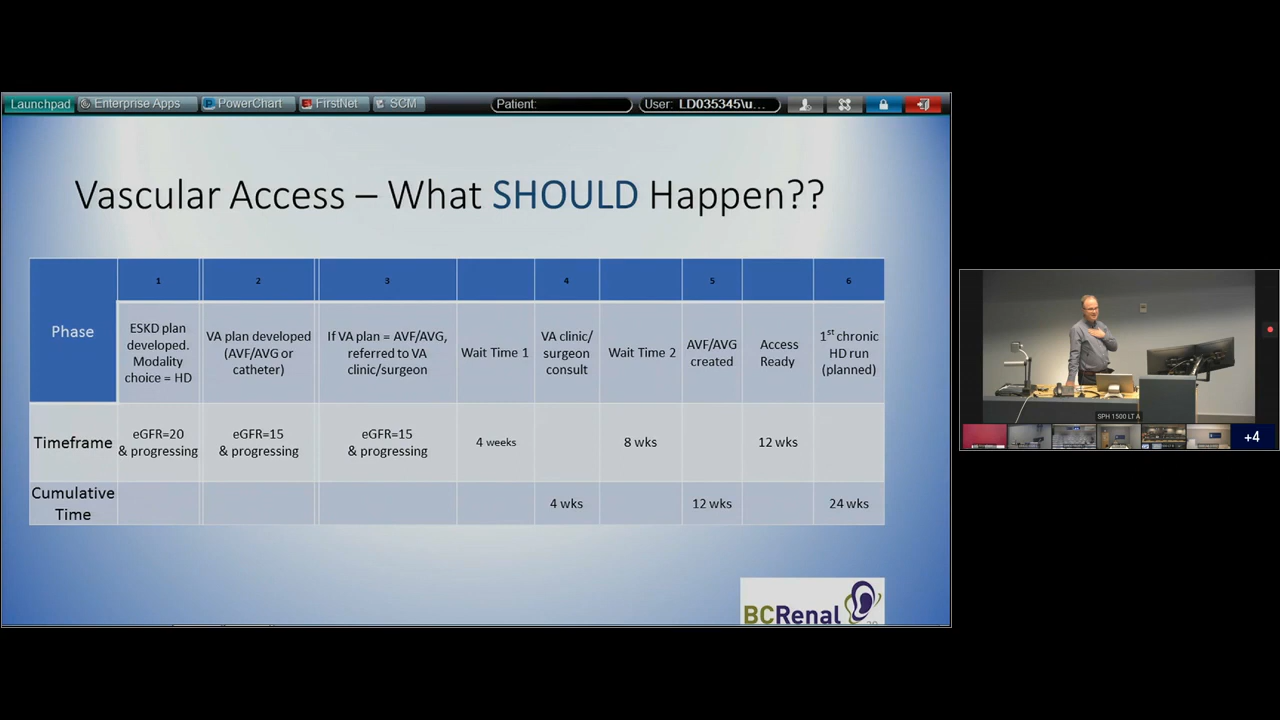 Launchpad Enterprise Apps PowerChart FirstNet SCM Patient: User: LD035345\u...
Vascular Access – What SHOULD Happen??
Phase
1
2
3
4
5
6
ESKD plan
developed.
Modality
choice = HD
VA plan developed
(AVF/AVG or
catheter)
If VA plan = AVF/AVG,
referred to VA
clinic/surgeon
Wait Time 1
VA clinic/
surgeon
consult
Wait Time 2
AVF/AVG
created
Access
Ready
1st chronic
HD run
(planned)
Timeframe
eGFR=20
& progressing
eGFR=15
& progressing
eGFR=15
& progressing
4 weeks
8 wks
12 wks
Cumulative
Time
4 wks
12 wks
24 wks
BCRenal
SPH 1500 LT A
+4